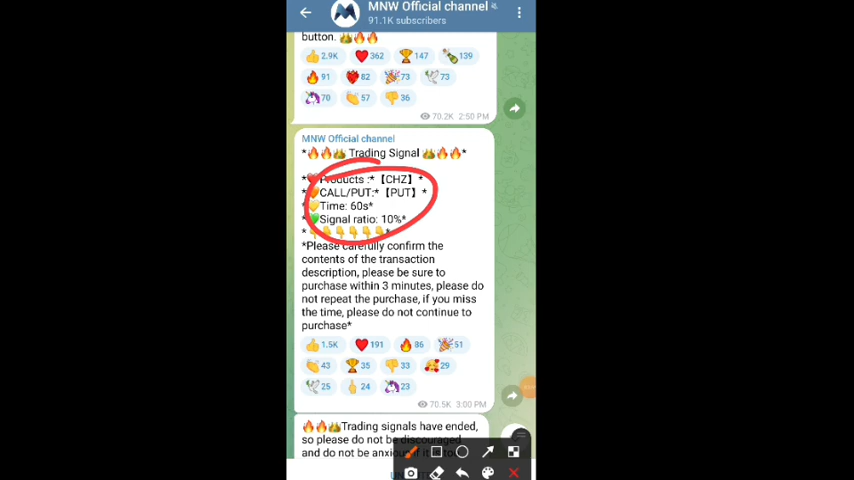 MNW Official channel
91.1K subscribers
button. 👑🔥🔥
👍 2.9K ❤️ 362 🏆 147 🍾 139
🔥 91 ❤️‍🔥 82 🎉 73 🕊 73
🦄 70 👏 57 👎 36
70.2K 2:50 PM
MNW Official channel
*🔥🔥👑 Trading Signal 👑🔥🔥*
Products :*【CHZ】*
CALL/PUT:*【PUT】*
*💛Time: 60s*
*💚Signal ratio: 10%*
*👇👇👇👇👇👇*
*Please carefully confirm the
contents of the transaction
description, please be sure to
purchase within 3 minutes, please do
not repeat the purchase, if you miss
the time, please do not continue to
purchase*
👍 1.5K ❤️ 191 🔥 86 🎉 51
👏 43 🏆 35 👎 33 🥰 29
🕊 25 🖕 24 🦄 23
70.5K 3:00 PM
🔥🔥👑Trading signals have ended,
so please do not be discouraged
and do not be anxious if